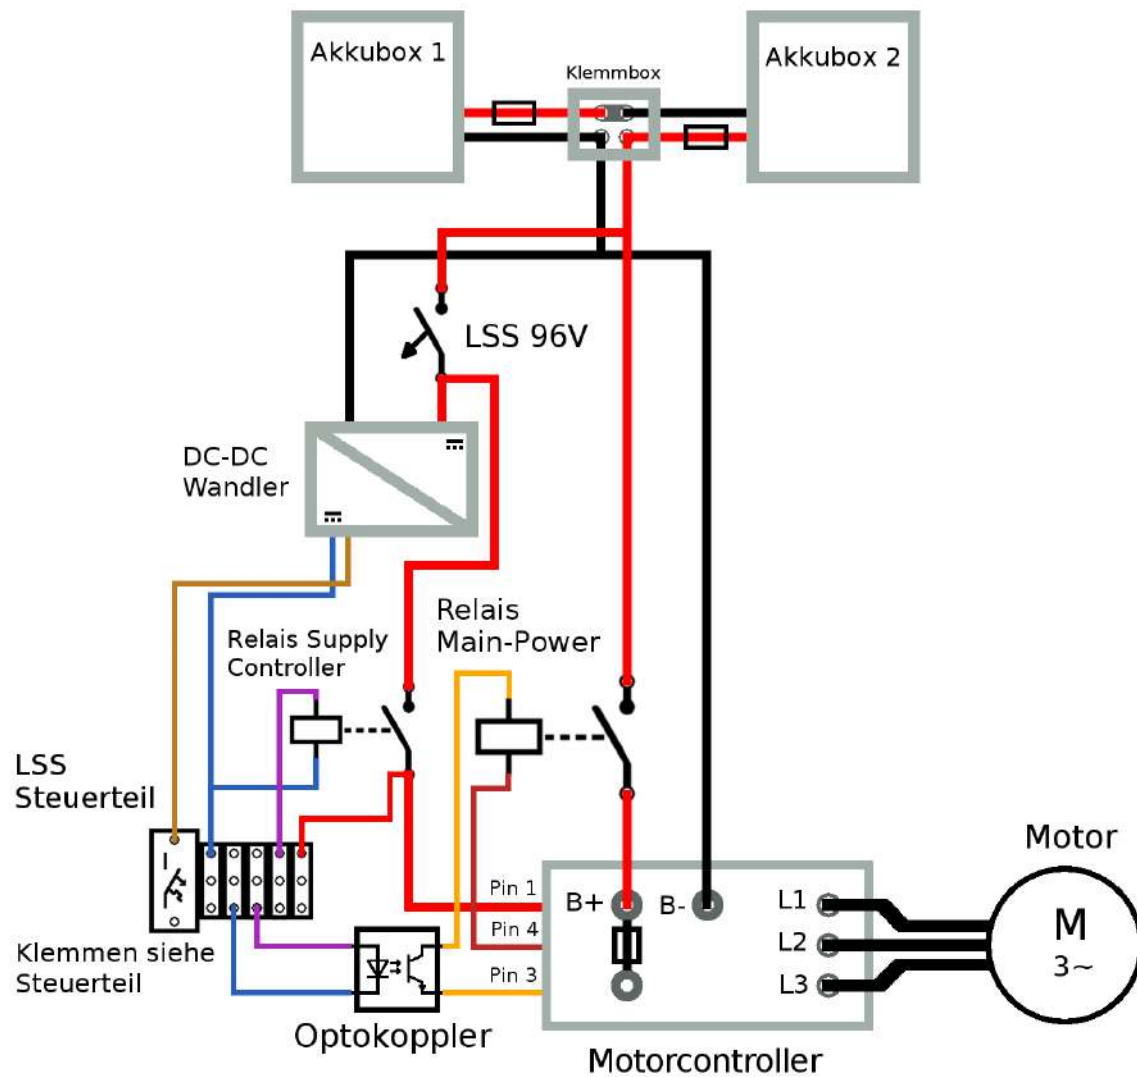 Akkubox 1
Klemmbox
Akkubox 2
LSS 96V
DC-DC
Wandler
Relais
Main-Power
Relais Supply
Controller
LSS
Steuerteil
Klemmen siehe
Steuerteil
Optokoppler
Pin 1
Pin 4
Pin 3
B+
B-
L1
L2
L3
Motorcontroller
Motor
M
3~